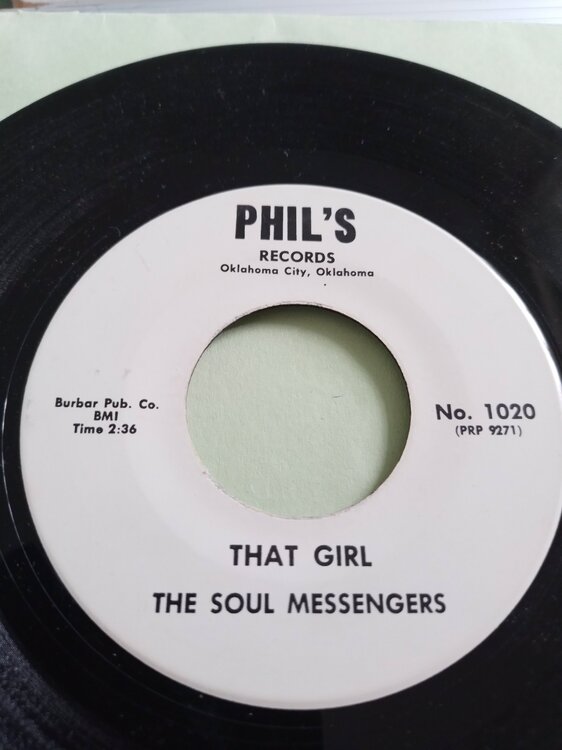 PHIL'S
RECORDS
Oklahoma City, Oklahoma
Burbar Pub. Co.
BMI
Time 2:36
No. 1020
(PRP 9271)
THAT GIRL
THE SOUL MESSENGERS